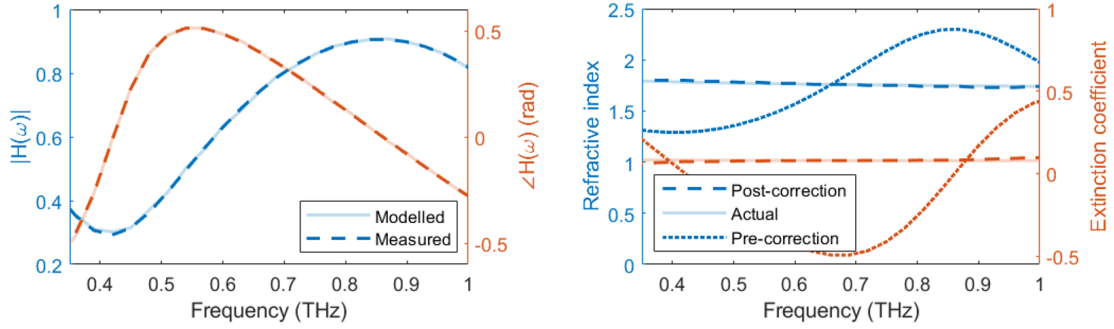 1
0.8
0.6
0.4
0.2
|H(ω)|
0.4 0.5 0.6 0.7 0.8 0.9 1
Frequency (THz)
0.5
0
-0.5
∠H(ω) (rad)
Modelled
Measured
2.5
2
1.5
1
0.5
0
Refractive index
0.4 0.5 0.6 0.7 0.8 0.9 1
Frequency (THz)
1
0.5
0
-0.5
Extinction coefficient
Post-correction
Actual
Pre-correction